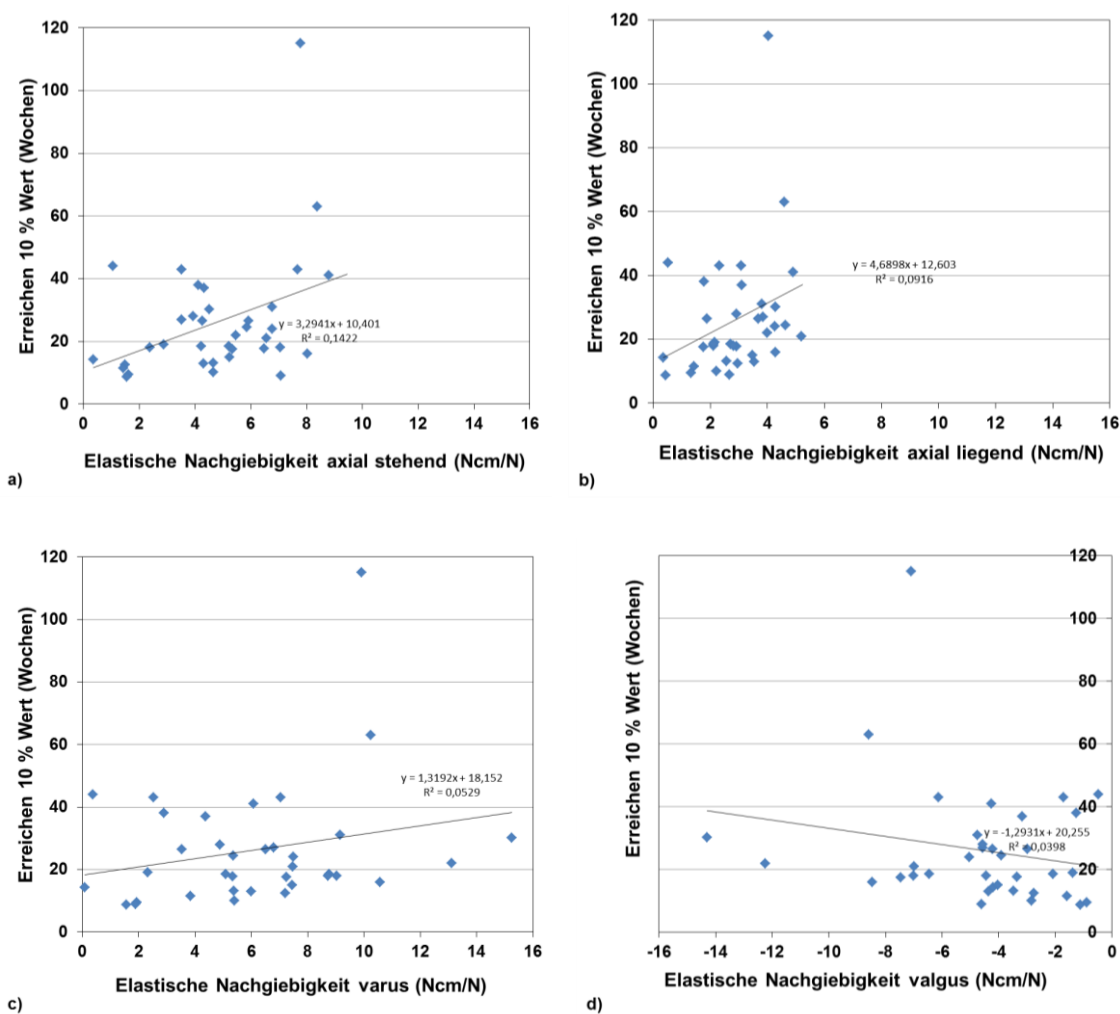 120
100
80
60
40
20
0
0 2 4 6 8 10 12 14 16
Erreichen 10 % Wert (Wochen)
y = 3,2941x + 10,401
R² = 0,1422
Elastische Nachgiebigkeit axial stehend (Ncm/N)
a)
120
100
80
60
40
20
0
0 2 4 6 8 10 12 14 16
Erreichen 10 % Wert (Wochen)
y = 4,6898x + 12,603
R² = 0,0916
Elastische Nachgiebigkeit axial liegend (Ncm/N)
b)
120
100
80
60
40
20
0
0 2 4 6 8 10 12 14 16
Erreichen 10 % Wert (Wochen)
y = 1,3192x + 18,152
R² = 0,0529
Elastische Nachgiebigkeit varus (Ncm/N)
c)
120
100
80
60
40
20
0
-16 -14 -12 -10 -8 -6 -4 -2 0
Erreichen 10 % Wert (Wochen)
y = -1,2931x + 20,255
R² = 0,0398
Elastische Nachgiebigkeit valgus (Ncm/N)
d)